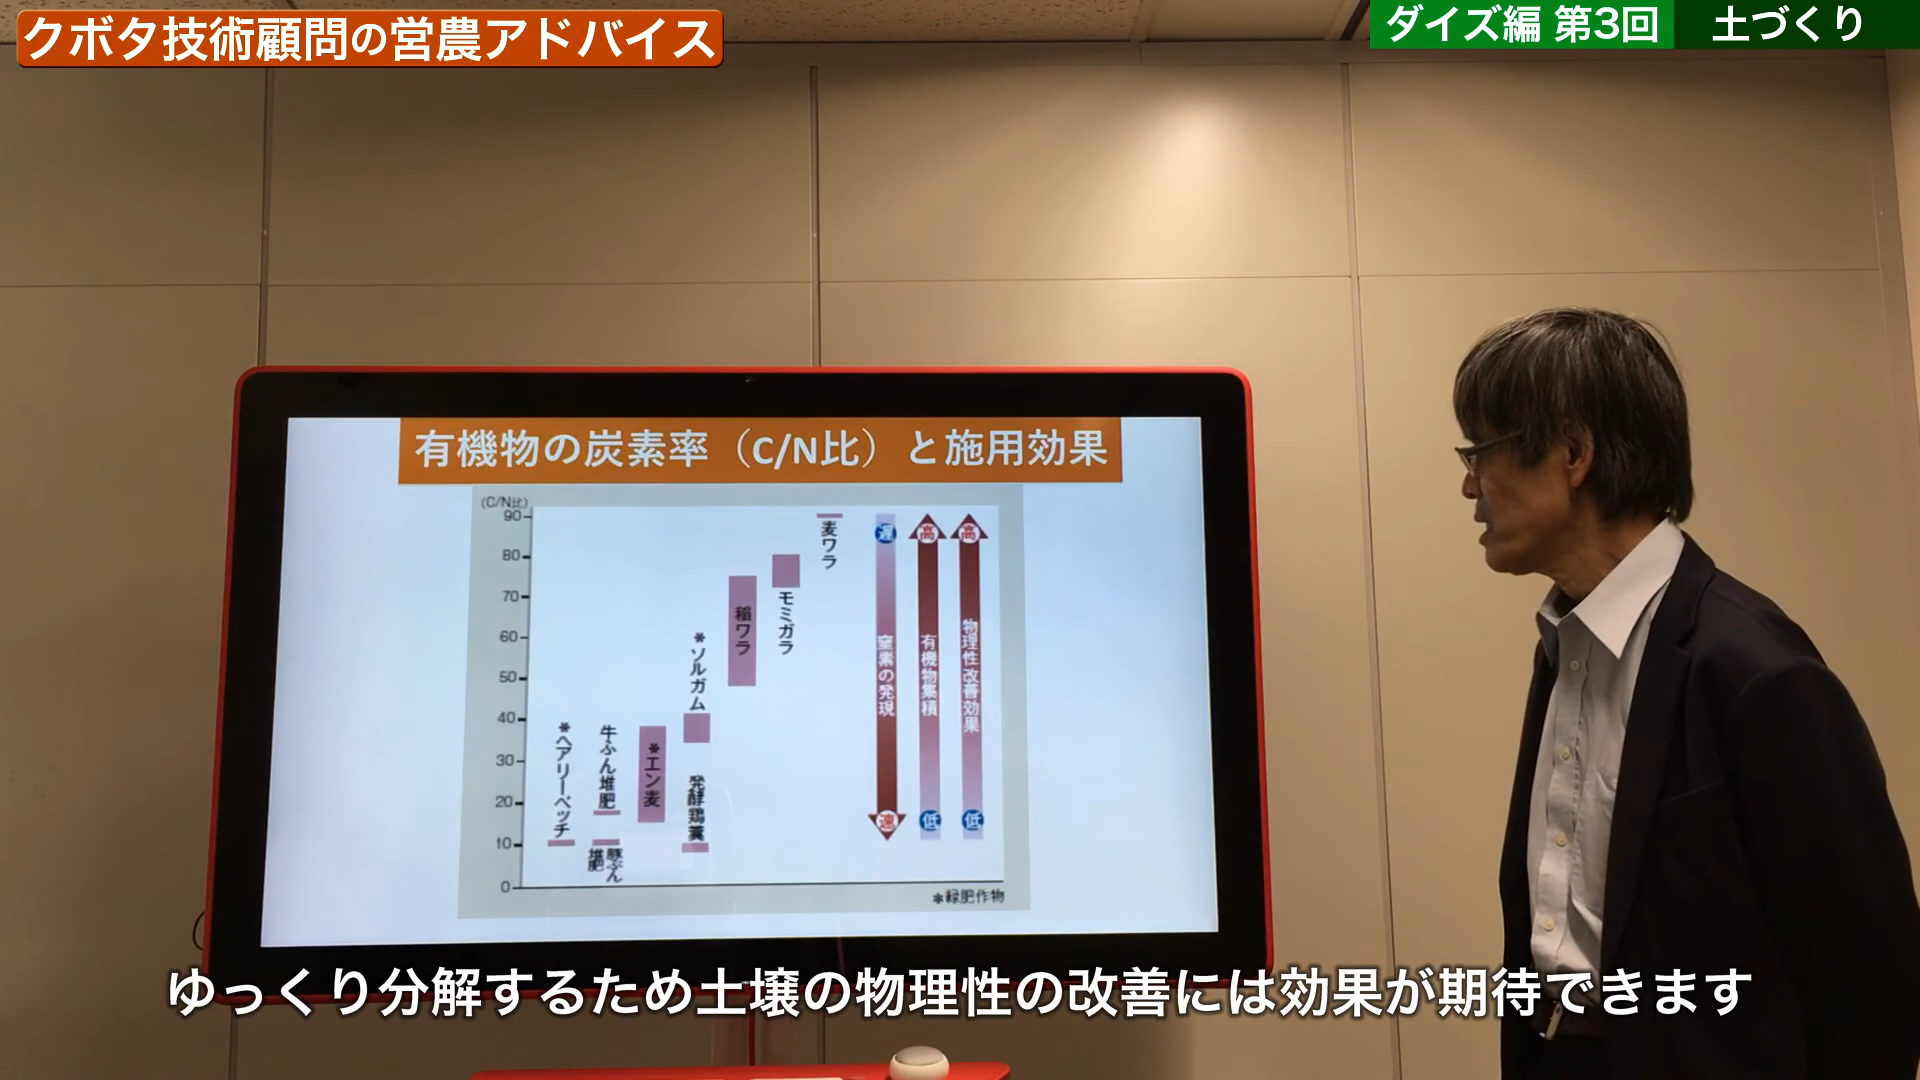 クボタ技術顧問の営農アドバイス
ダイズ編 第3回 土づくり
有機物の炭素率（C/N比）と施用効果
(C/N比)
90
80
70
60
50
40
30
20
10
0
*ヘアリーベッチ
牛ふん堆肥
豚ぷん堆肥
*エン麦
*ソルガム
発酵鶏糞
稲ワラ
モミガラ
麦ワラ
遅
窒素の発現
速
高
有機物集積
低
高
物理性改善効果
低
*緑肥作物
ゆっくり分解するため土壌の物理性の改善には効果が期待できます